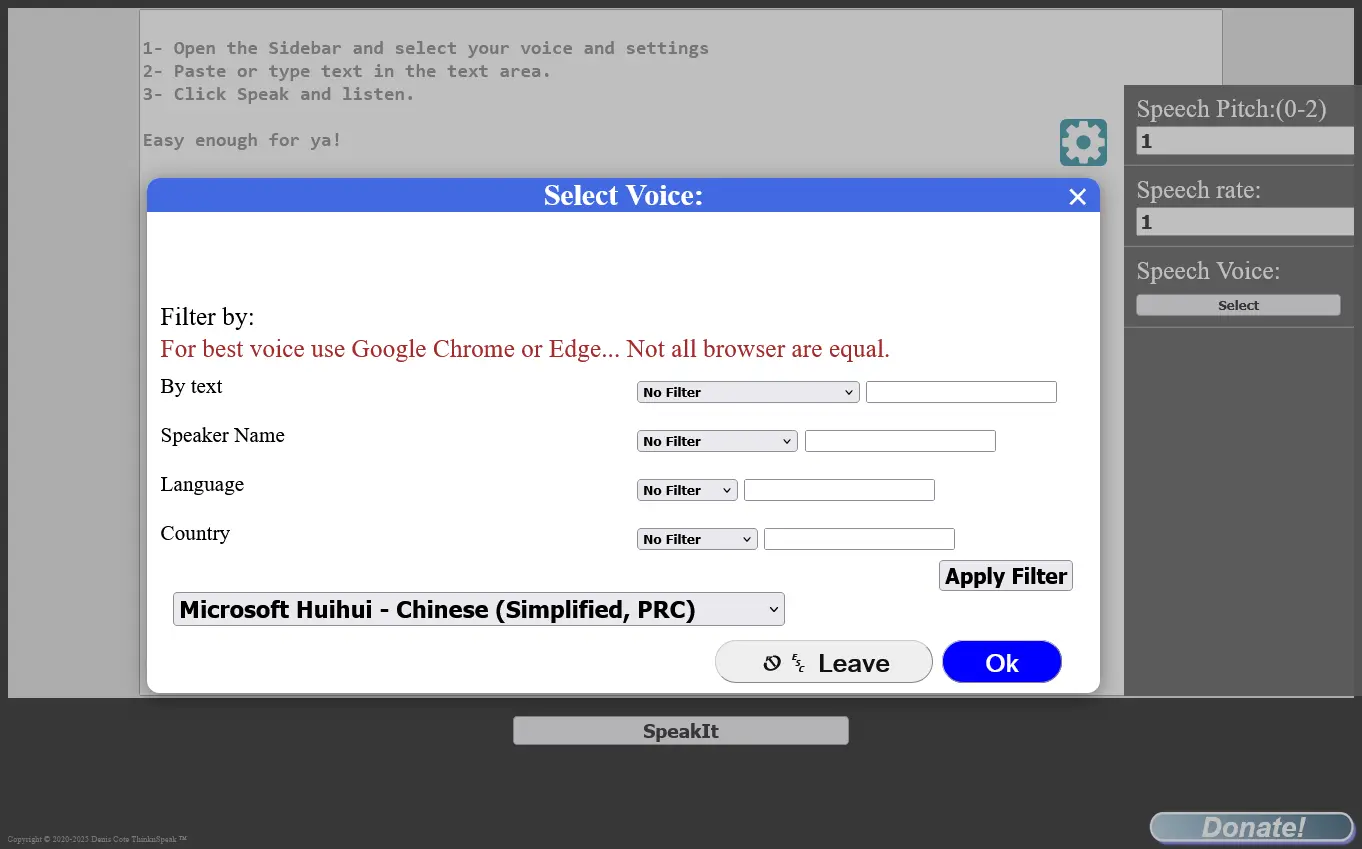 1- Open the Sidebar and select your voice and settings
2- Paste or type text in the text area.
3- Click Speak and listen.
Easy enough for ya!
Speech Pitch:(0-2)
1
Speech rate:
1
Speech Voice:
Select
Select Voice:
Filter by:
For best voice use Google Chrome or Edge... Not all browser are equal.
By text No Filter
Speaker Name No Filter
Language No Filter
Country No Filter
Apply Filter
Microsoft Huihui - Chinese (Simplified, PRC)
ESC Leave Ok
SpeakIt
Donate!
Copyright © 2020-2025 Denis Cote ThinknSpeak ™